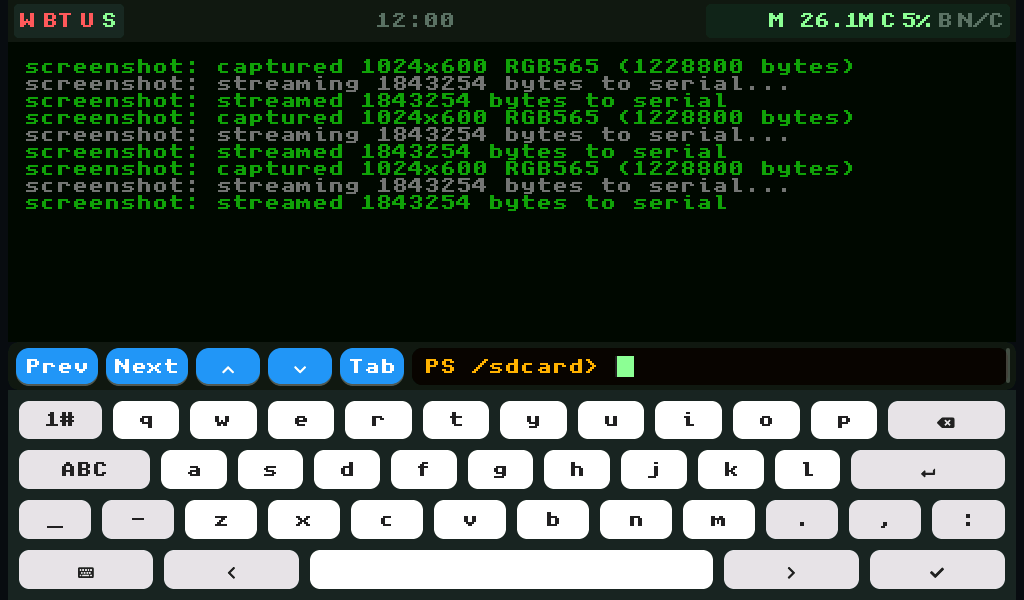 W BT U S 12:00 M 26.1M C 5% B N/C
screenshot: captured 1024x600 RGB565 (1228800 bytes)
screenshot: streaming 1843254 bytes to serial...
screenshot: streamed 1843254 bytes to serial
screenshot: captured 1024x600 RGB565 (1228800 bytes)
screenshot: streaming 1843254 bytes to serial...
screenshot: streamed 1843254 bytes to serial
screenshot: captured 1024x600 RGB565 (1228800 bytes)
screenshot: streaming 1843254 bytes to serial...
screenshot: streamed 1843254 bytes to serial
Prev Next Tab PS /sdcard>
1# q w e r t y u i o p
ABC a s d f g h j k l
_ - z x c v b n m . , :